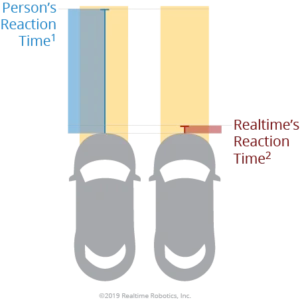 Person's
Reaction
Time1
Realtime's
Reaction
Time2
©2019 Realtime Robotics, Inc.